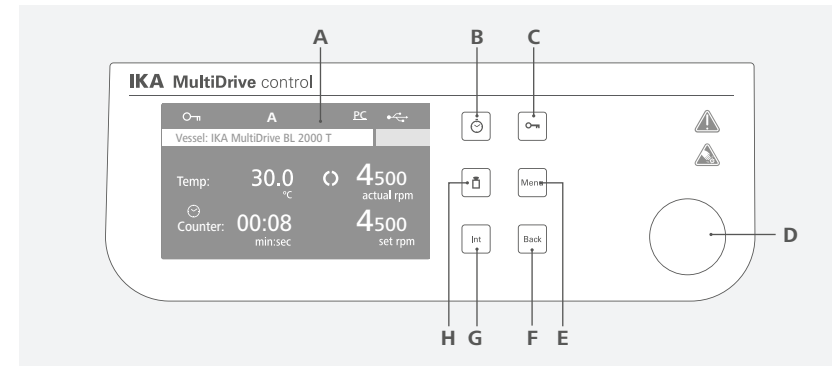 A B C
IKA MultiDrive control
A PC
Vessel: IKA MultiDrive BL 2000 T
Temp: 30.0 4500
°C actual rpm
Counter: 00:08 4500
min:sec set rpm
Menu
Int Back
D
H G F E